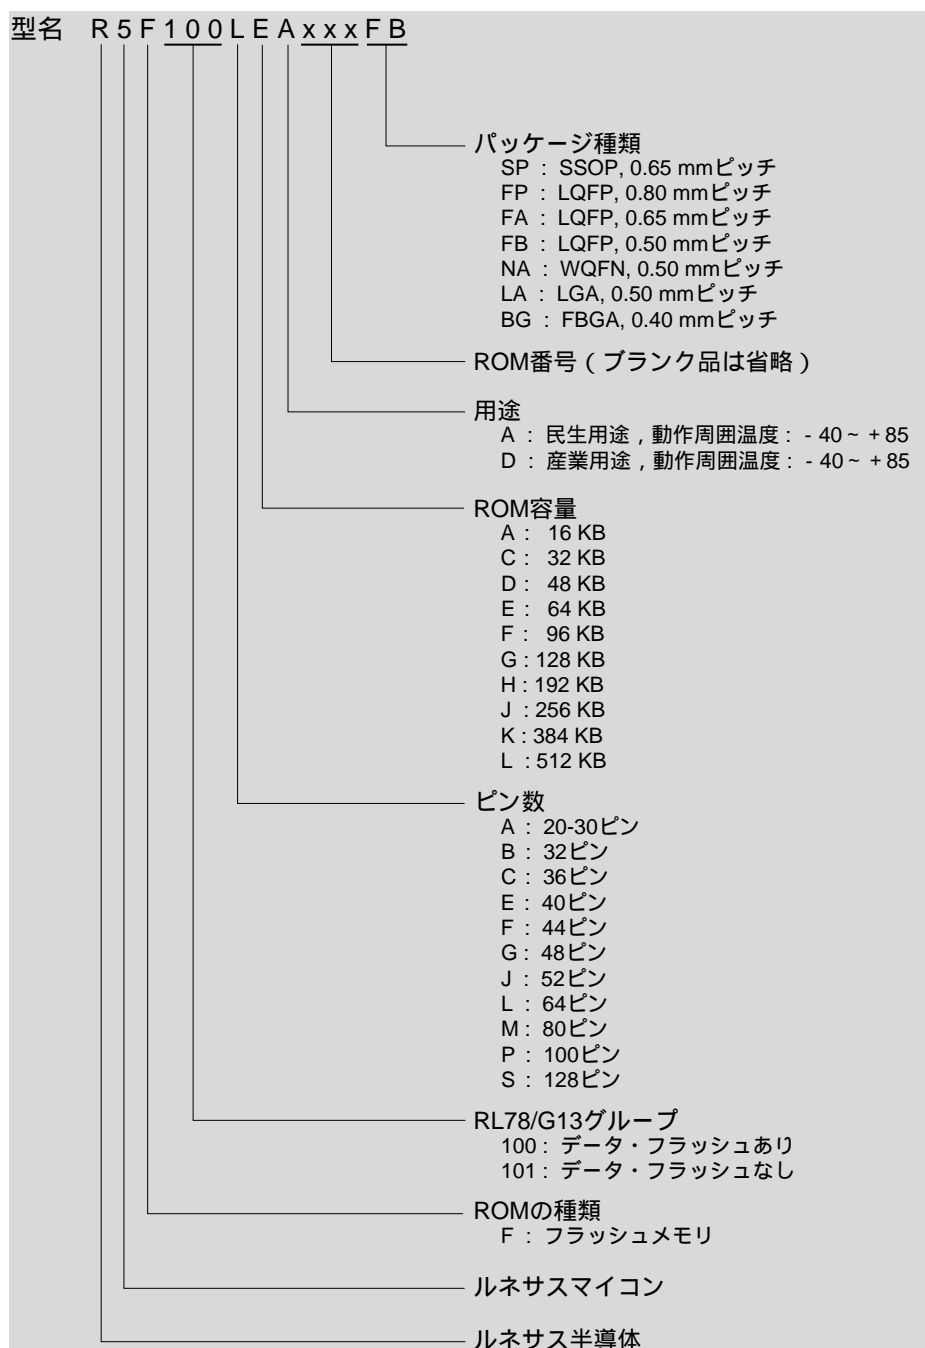 型名 R 5 F 1 0 0 L E A x x x F B
パッケージ種類
SP : SSOP, 0.65 mmピッチ
FP : LQFP, 0.80 mmピッチ
FA : LQFP, 0.65 mmピッチ
FB : LQFP, 0.50 mmピッチ
NA : WQFN, 0.50 mmピッチ
LA : LGA, 0.50 mmピッチ
BG : FBGA, 0.40 mmピッチ
ROM番号 ( ブランク品は省略 )
用途
A : 民生用途 , 動作周囲温度 : - 40 ~ + 85
D : 産業用途 , 動作周囲温度 : - 40 ~ + 85
ROM容量
A : 16 KB
C : 32 KB
D : 48 KB
E : 64 KB
F : 96 KB
G : 128 KB
H : 192 KB
J : 256 KB
K : 384 KB
L : 512 KB
ピン数
A : 20-30ピン
B : 32ピン
C : 36ピン
E : 40ピン
F : 44ピン
G : 48ピン
J : 52ピン
L : 64ピン
M : 80ピン
P : 100ピン
S : 128ピン
RL78/G13グループ
100 : データ・フラッシュあり
101 : データ・フラッシュなし
ROMの種類
F : フラッシュメモリ
ルネサスマイコン
ルネサス半導体